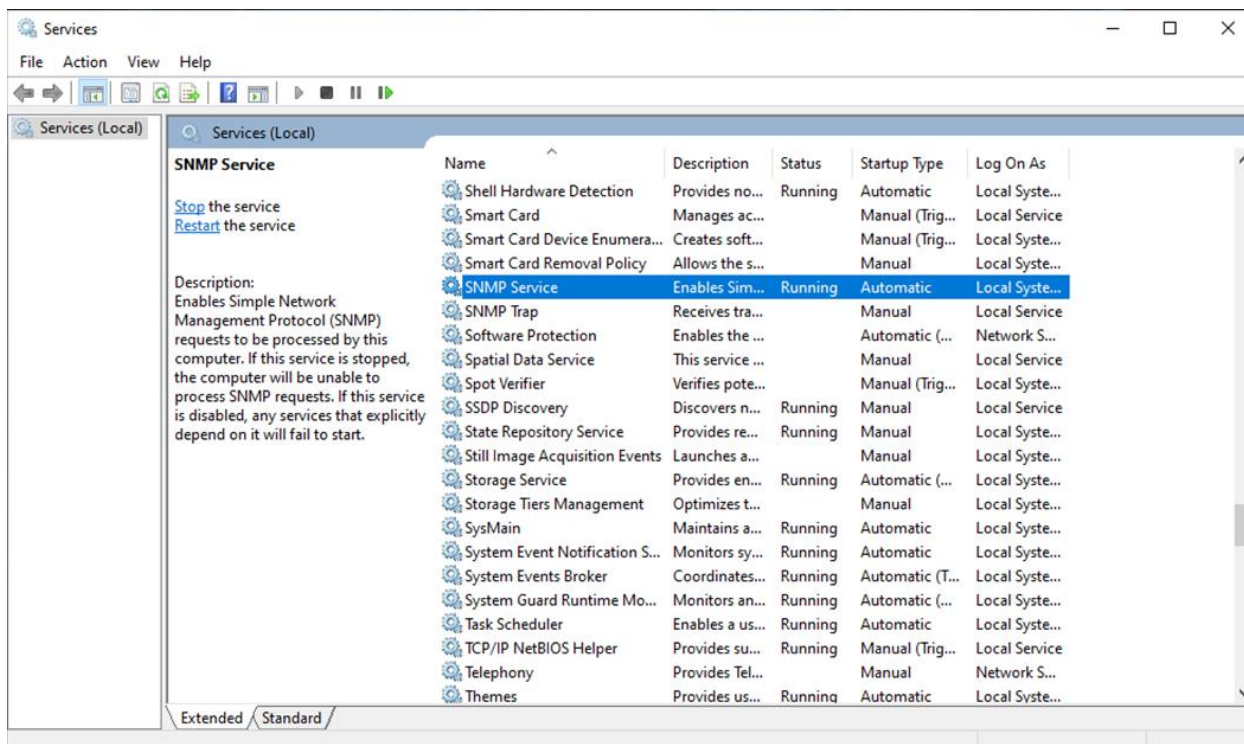 Services
File Action View Help
Services (Local)
Services (Local)
SNMP Service
Stop the service
Restart the service
Description:
Enables Simple Network
Management Protocol (SNMP)
requests to be processed by this
computer. If this service is stopped,
the computer will be unable to
process SNMP requests. If this service
is disabled, any services that explicitly
depend on it will fail to start.
Name Description Status Startup Type Log On As
Shell Hardware Detection Provides no... Running Automatic Local Syste...
Smart Card Manages ac... Manual (Trig... Local Service
Smart Card Device Enumera... Creates soft... Manual (Trig... Local Syste...
Smart Card Removal Policy Allows the s... Manual Local Syste...
SNMP Service Enables Sim... Running Automatic Local Syste...
SNMP Trap Receives tra... Manual Local Service
Software Protection Enables the ... Automatic (... Network S...
Spatial Data Service This service ... Manual Local Service
Spot Verifier Verifies pote... Manual (Trig... Local Syste...
SSDP Discovery Discovers n... Running Manual Local Service
State Repository Service Provides re... Running Manual Local Syste...
Still Image Acquisition Events Launches a... Manual Local Syste...
Storage Service Provides en... Running Automatic (... Local Syste...
Storage Tiers Management Optimizes t... Manual Local Syste...
SysMain Maintains a... Running Automatic Local Syste...
System Event Notification S... Monitors sy... Running Automatic Local Syste...
System Events Broker Coordinates... Running Automatic (T... Local Syste...
System Guard Runtime Mo... Monitors an... Running Automatic (... Local Syste...
Task Scheduler Enables a us... Running Automatic Local Syste...
TCP/IP NetBIOS Helper Provides su... Running Manual (Trig... Local Service
Telephony Provides Tel... Manual Network S...
Themes Provides us... Running Automatic Local Syste...
Extended Standard